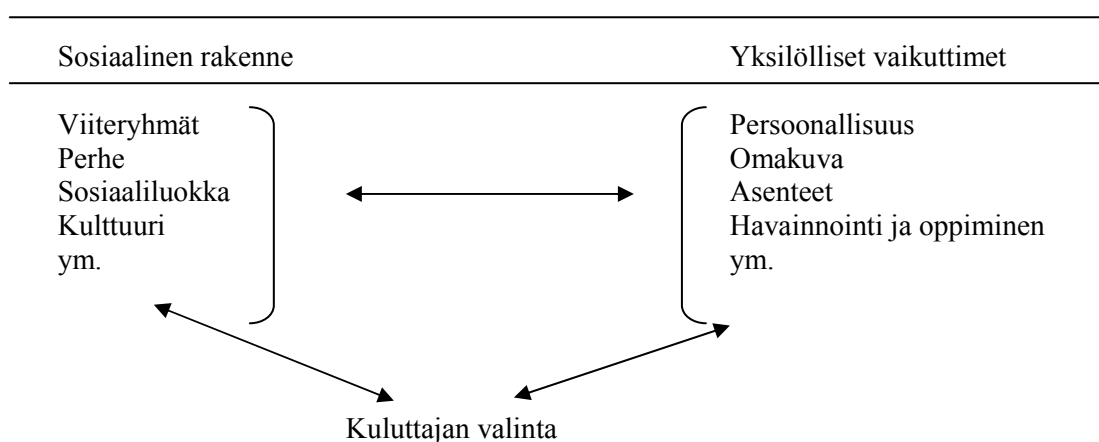 Sosiaalinen rakenne
Yksilölliset vaikuttimet
Viiteryhmät
Perhe
Sosiaaliluokka
Kulttuuri
ym.
Persoonallisuus
Omakuva
Asenteet
Havainnointi ja oppiminen
ym.
Kuluttajan valinta